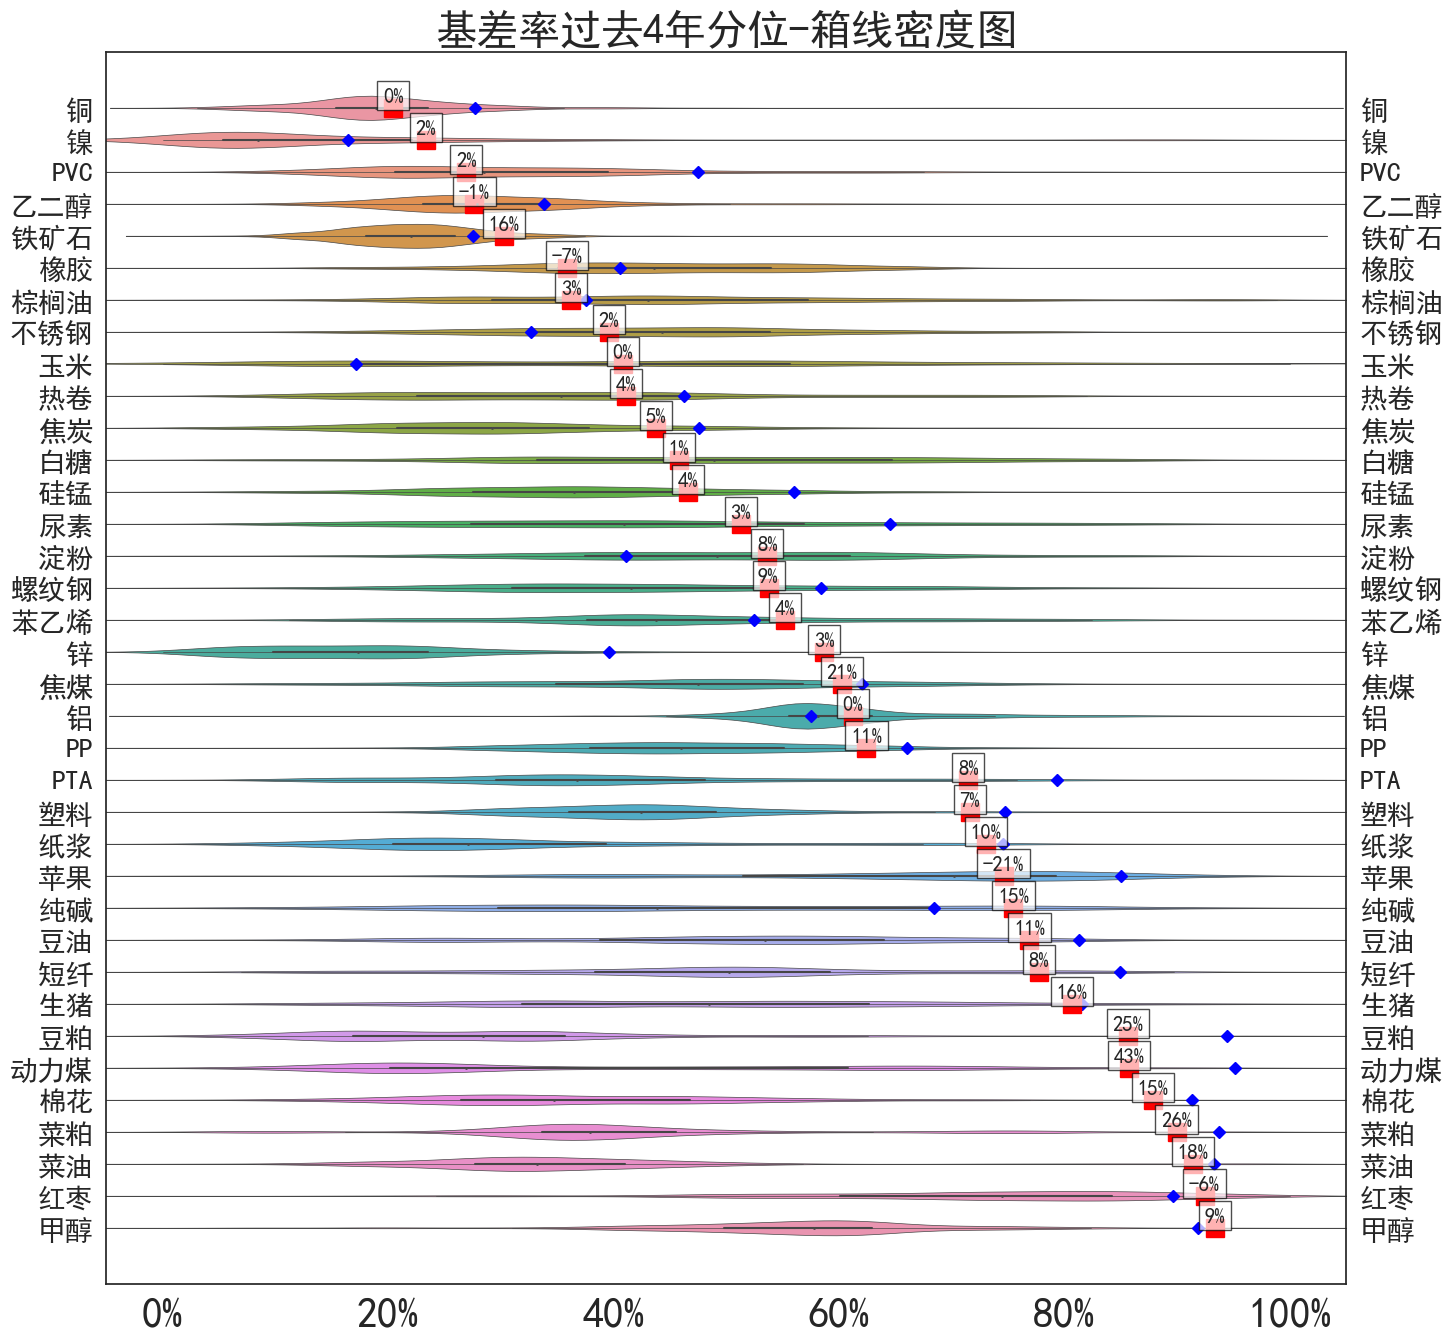 基差率过去4年分位-箱线密度图
铜 0% 铜
镍 2% 镍
PVC 2% PVC
乙二醇 -1% 乙二醇
铁矿石 16% 铁矿石
橡胶 -7% 橡胶
棕榈油 3% 棕榈油
不锈钢 2% 不锈钢
玉米 0% 玉米
热卷 4% 热卷
焦炭 5% 焦炭
白糖 1% 白糖
硅锰 4% 硅锰
尿素 3% 尿素
淀粉 8% 淀粉
螺纹钢 9% 螺纹钢
苯乙烯 4% 苯乙烯
锌 3% 锌
焦煤 21% 焦煤
铝 0% 铝
PP 11% PP
PTA 8% PTA
塑料 7% 塑料
纸浆 10% 纸浆
苹果 -21% 苹果
纯碱 15% 纯碱
豆油 11% 豆油
短纤 8% 短纤
生猪 16% 生猪
豆粕 25% 豆粕
动力煤 43% 动力煤
棉花 15% 棉花
菜粕 26% 菜粕
菜油 18% 菜油
红枣 -6% 红枣
甲醇 9% 甲醇
0% 20% 40% 60% 80% 100%